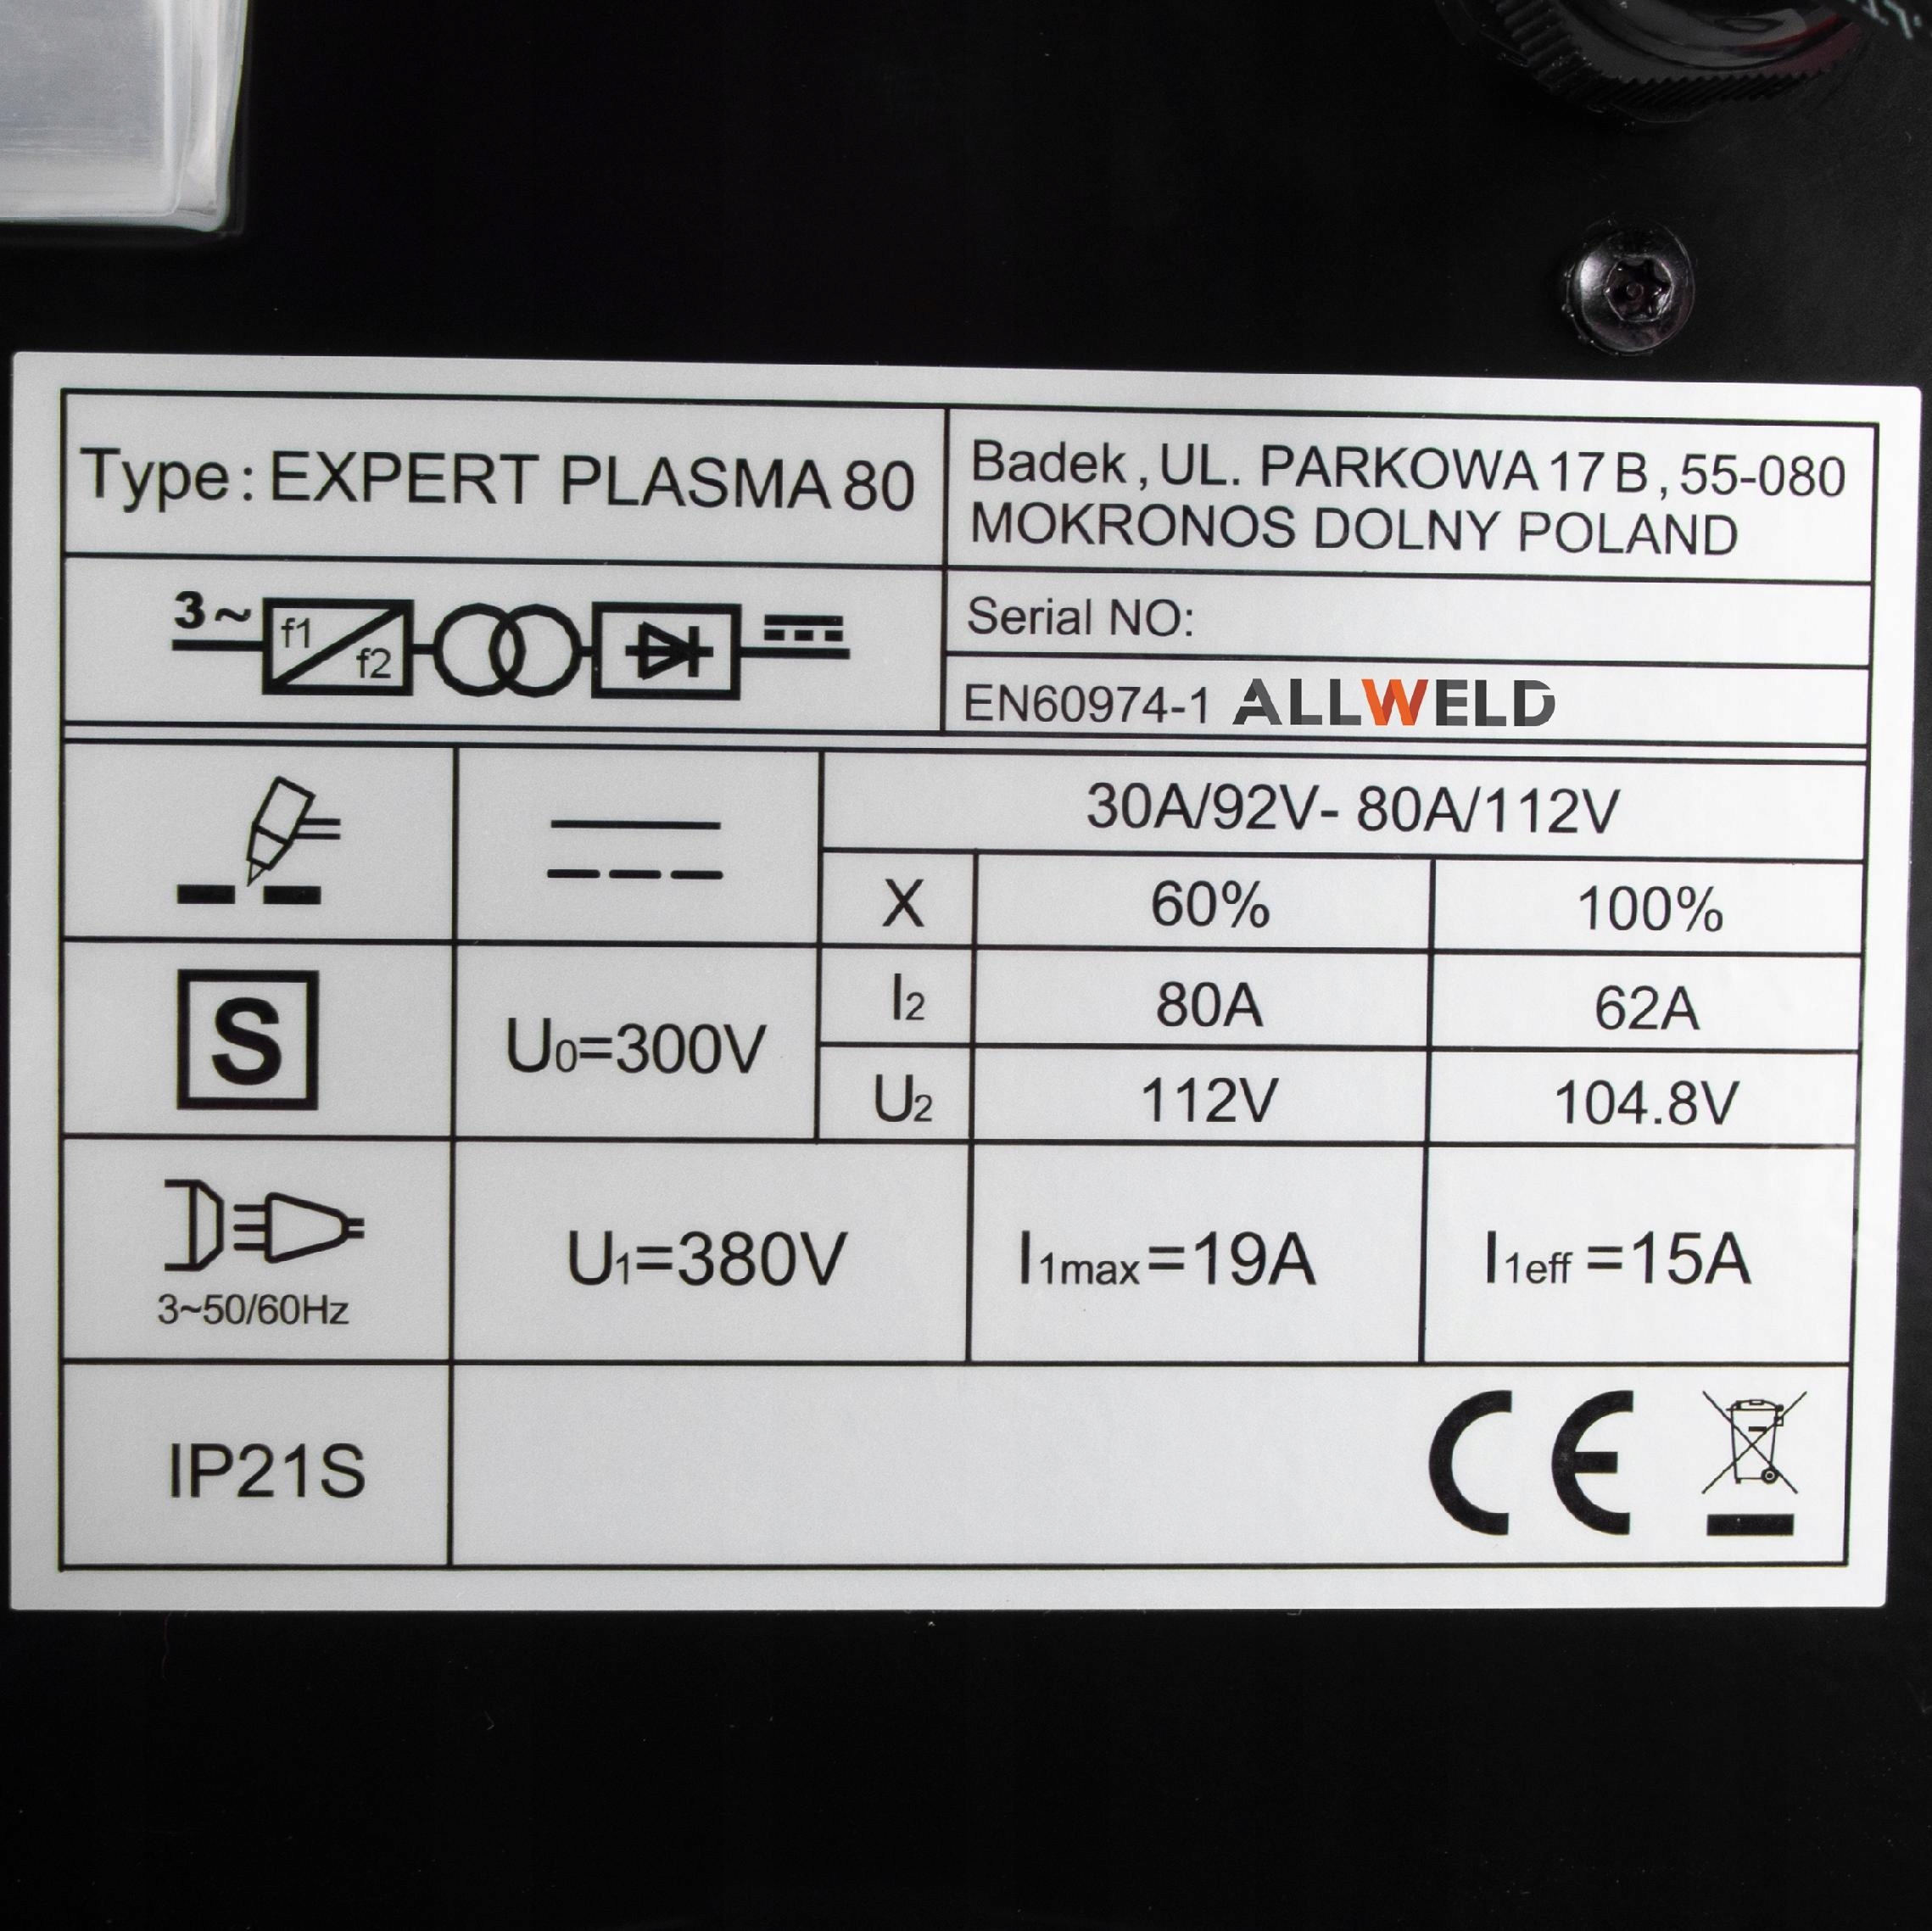 Type: EXPERT PLASMA 80
Badek, UL. PARKOWA 17B, 55-080
MOKRONOS DOLNY POLAND
3~
f1
f2
Serial NO:
EN60974-1 ALLWELD
30A/92V- 80A/112V
X 60% 100%
S
U0=300V
I2 80A 62A
U2 112V 104.8V
3~50/60Hz
U1=380V
I1max=19A
I1eff =15A
IP21S
CE